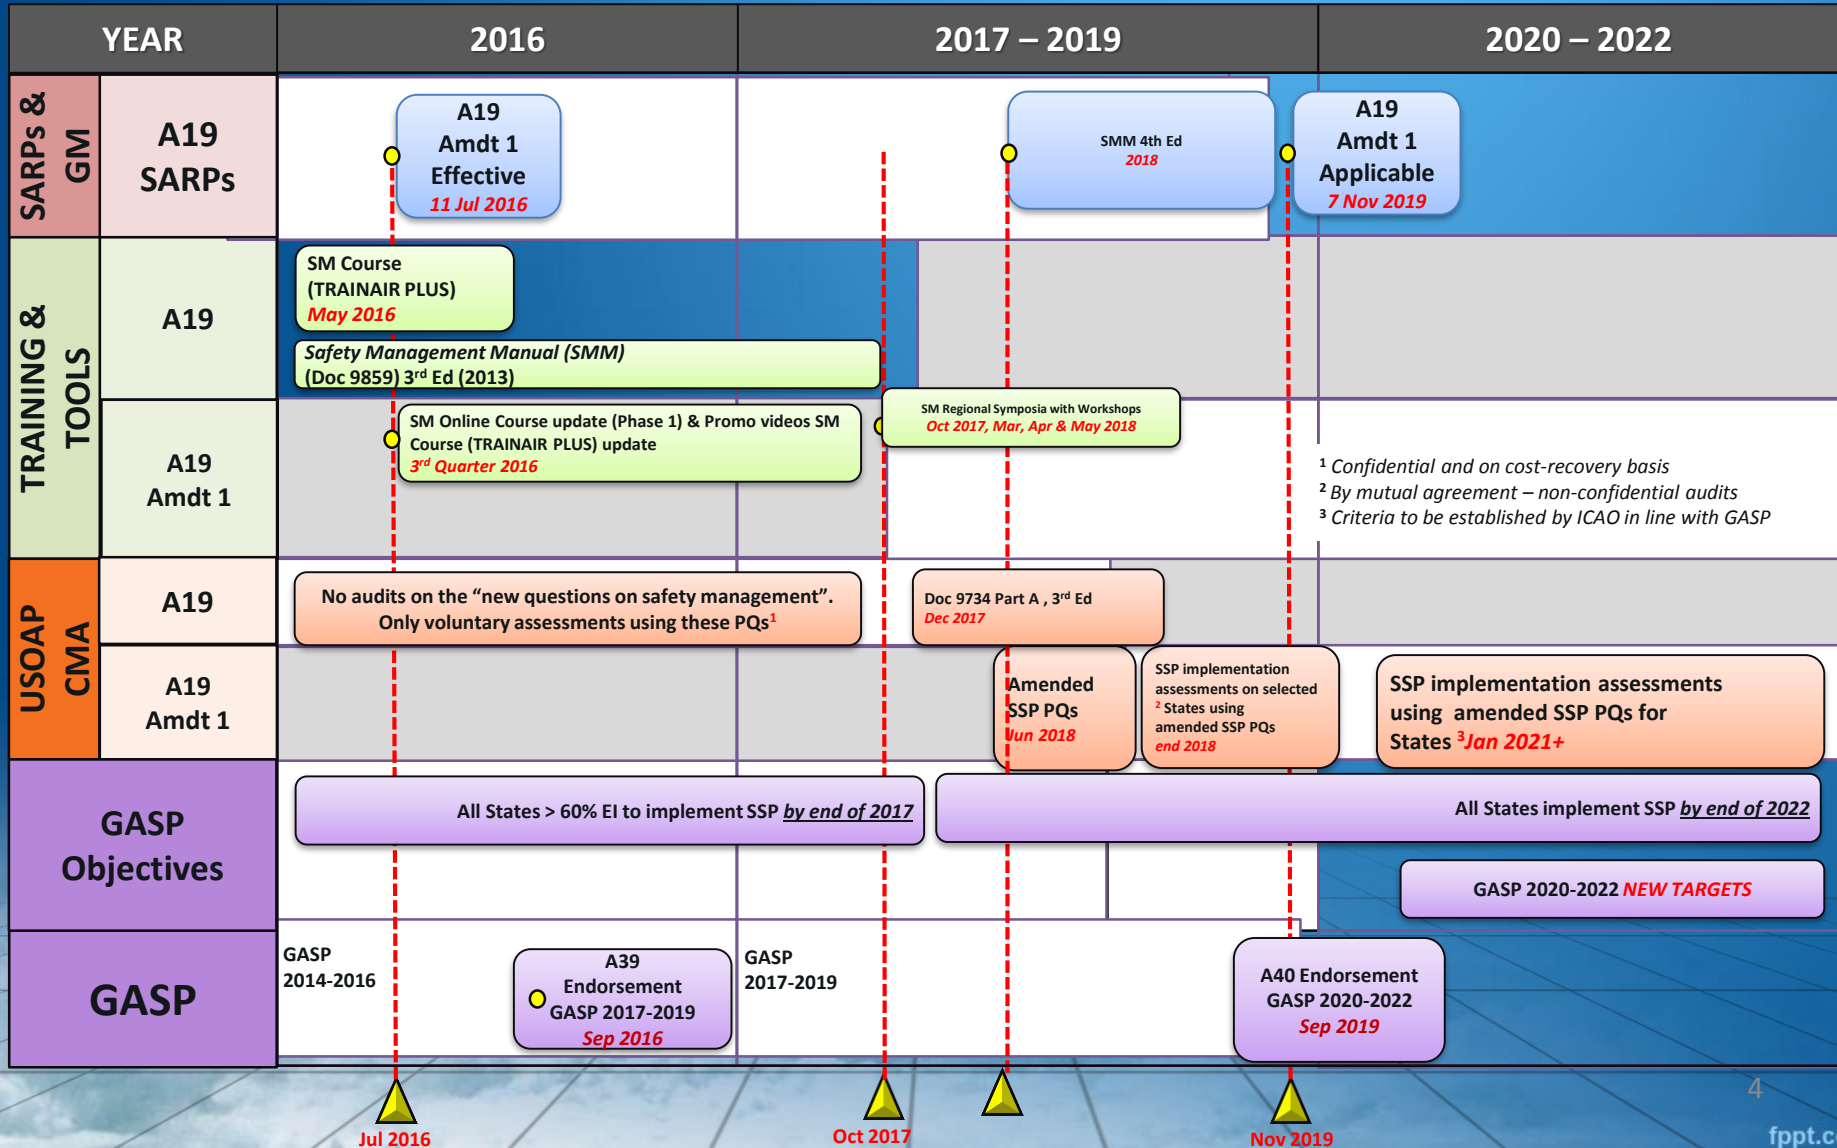 YEAR
2016
2017 – 2019
2020 – 2022
SARPs &
GM
A19
SARPs
A19
Amdt 1
Effective
11 Jul 2016
SMM 4th Ed
2018
A19
Amdt 1
Applicable
7 Nov 2019
TRAINING &
TOOLS
A19
SM Course
(TRAINAIR PLUS)
May 2016
Safety Management Manual (SMM)
(Doc 9859) 3rd Ed (2013)
A19
Amdt 1
SM Online Course update (Phase 1) & Promo videos SM
Course (TRAINAIR PLUS) update
3rd Quarter 2016
SM Regional Symposia with Workshops
Oct 2017, Mar, Apr & May 2018
1 Confidential and on cost-recovery basis
2 By mutual agreement – non-confidential audits
3 Criteria to be established by ICAO in line with GASP
USOAP
CMA
A19
No audits on the “new questions on safety management”.
Only voluntary assessments using these PQs1
Doc 9734 Part A , 3rd Ed
Dec 2017
A19
Amdt 1
Amended
SSP PQs
Jun 2018
SSP implementation
assessments on selected
2 States using
amended SSP PQs
end 2018
SSP implementation assessments
using amended SSP PQs for
States 3Jan 2021+
GASP
Objectives
All States > 60% EI to implement SSP by end of 2017
All States implement SSP by end of 2022
GASP 2020-2022 NEW TARGETS
GASP
GASP
2014-2016
A39
Endorsement
GASP 2017-2019
Sep 2016
GASP
2017-2019
A40 Endorsement
GASP 2020-2022
Sep 2019
4
Jul 2016
Oct 2017
Nov 2019
fppt.c